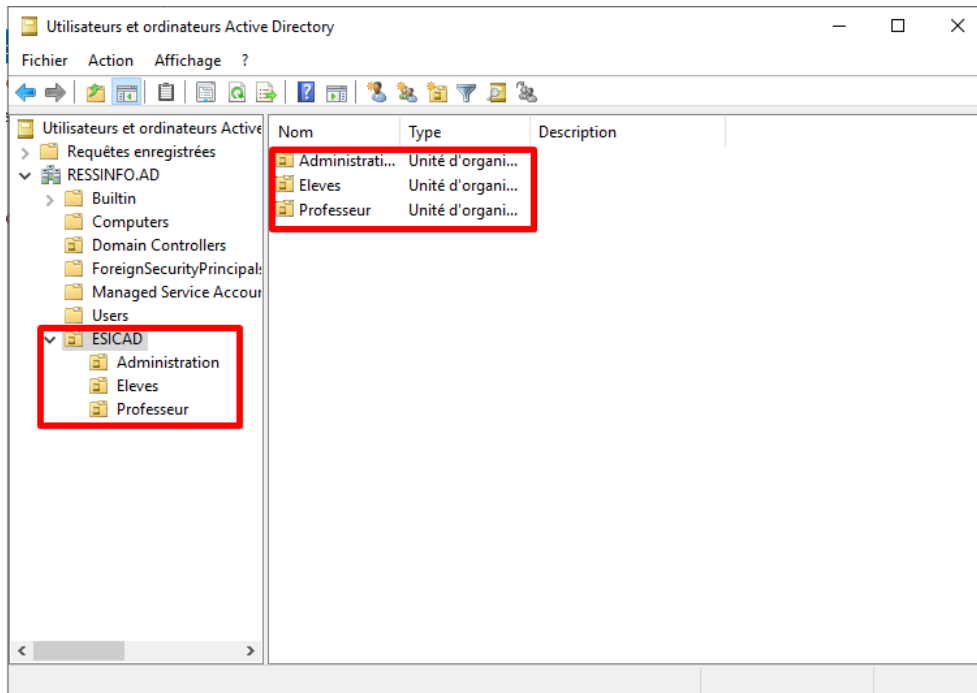 Utilisateurs et ordinateurs Active Directory
Fichier Action Affichage ?
Utilisateurs et ordinateurs Active
Requêtes enregistrées
RESSINFO.AD
Builtin
Computers
Domain Controllers
ForeignSecurityPrincipals
Managed Service Accour
Users
ESICAD
Administration
Eleves
Professeur
Nom Type Description
Administrati... Unité d'organi...
Eleves Unité d'organi...
Professeur Unité d'organi...